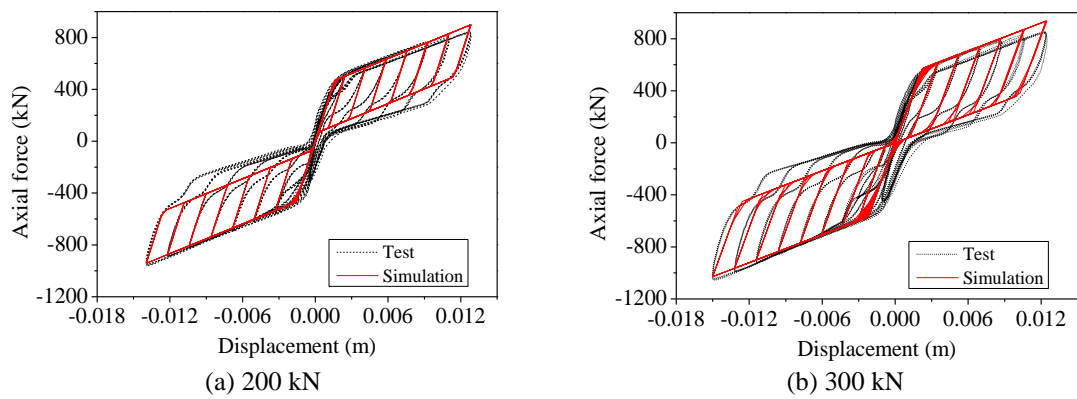 800
400
0
-400
-800
-1200
Axial force (kN)
Test
Simulation
-0.018 -0.012 -0.006 0.000 0.006 0.012
Displacement (m)
(a) 200 kN
800
400
0
-400
-800
-1200
Axial force (kN)
Test
Simulation
-0.018 -0.012 -0.006 0.000 0.006 0.012
Displacement (m)
(b) 300 kN